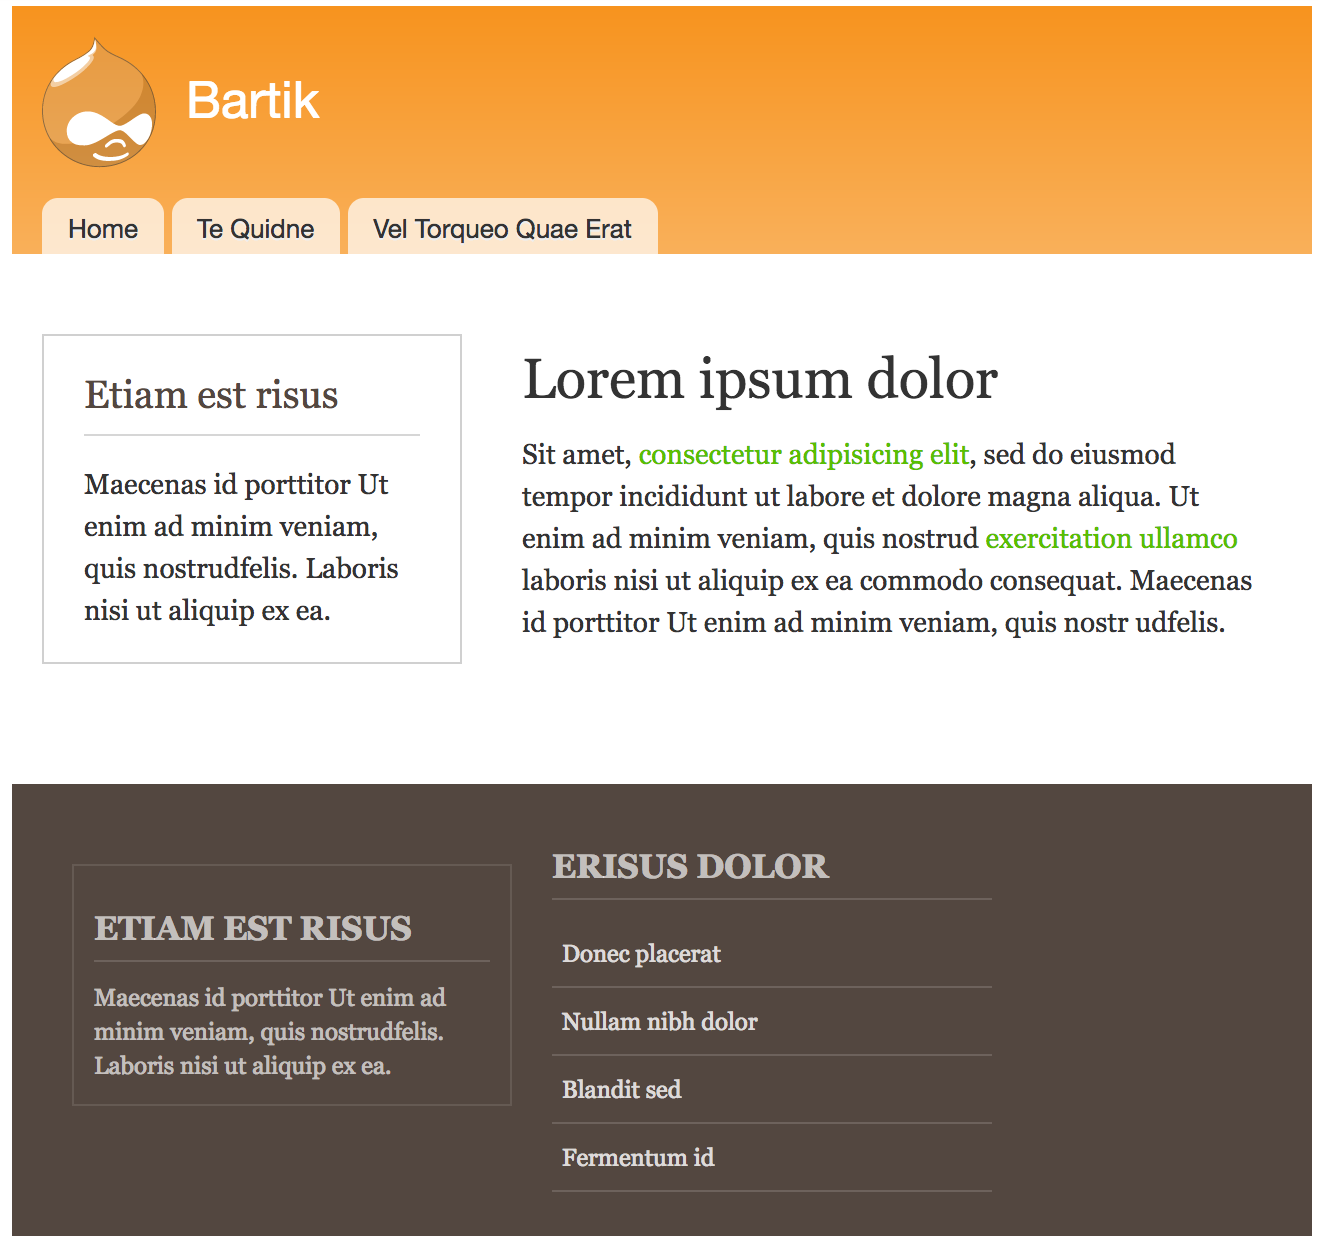 Bartik
Home
Te Quidne
Vel Torqueo Quae Erat
Etiam est risus
Maecenas id porttitor Ut
enim ad minim veniam,
quis nostrudfelis. Laboris
nisi ut aliquip ex ea.
Lorem ipsum dolor
Sit amet, consectetur adipisicing elit, sed do eiusmod
tempor incididunt ut labore et dolore magna aliqua. Ut
enim ad minim veniam, quis nostrud exercitation ullamco
laboris nisi ut aliquip ex ea commodo consequat. Maecenas
id porttitor Ut enim ad minim veniam, quis nostr udfelis.
ETIAM EST RISUS
Maecenas id porttitor Ut enim ad
minim veniam, quis nostrudfelis.
Laboris nisi ut aliquip ex ea.
ERISUS DOLOR
Donec placerat
Nullam nibh dolor
Blandit sed
Fermentum id